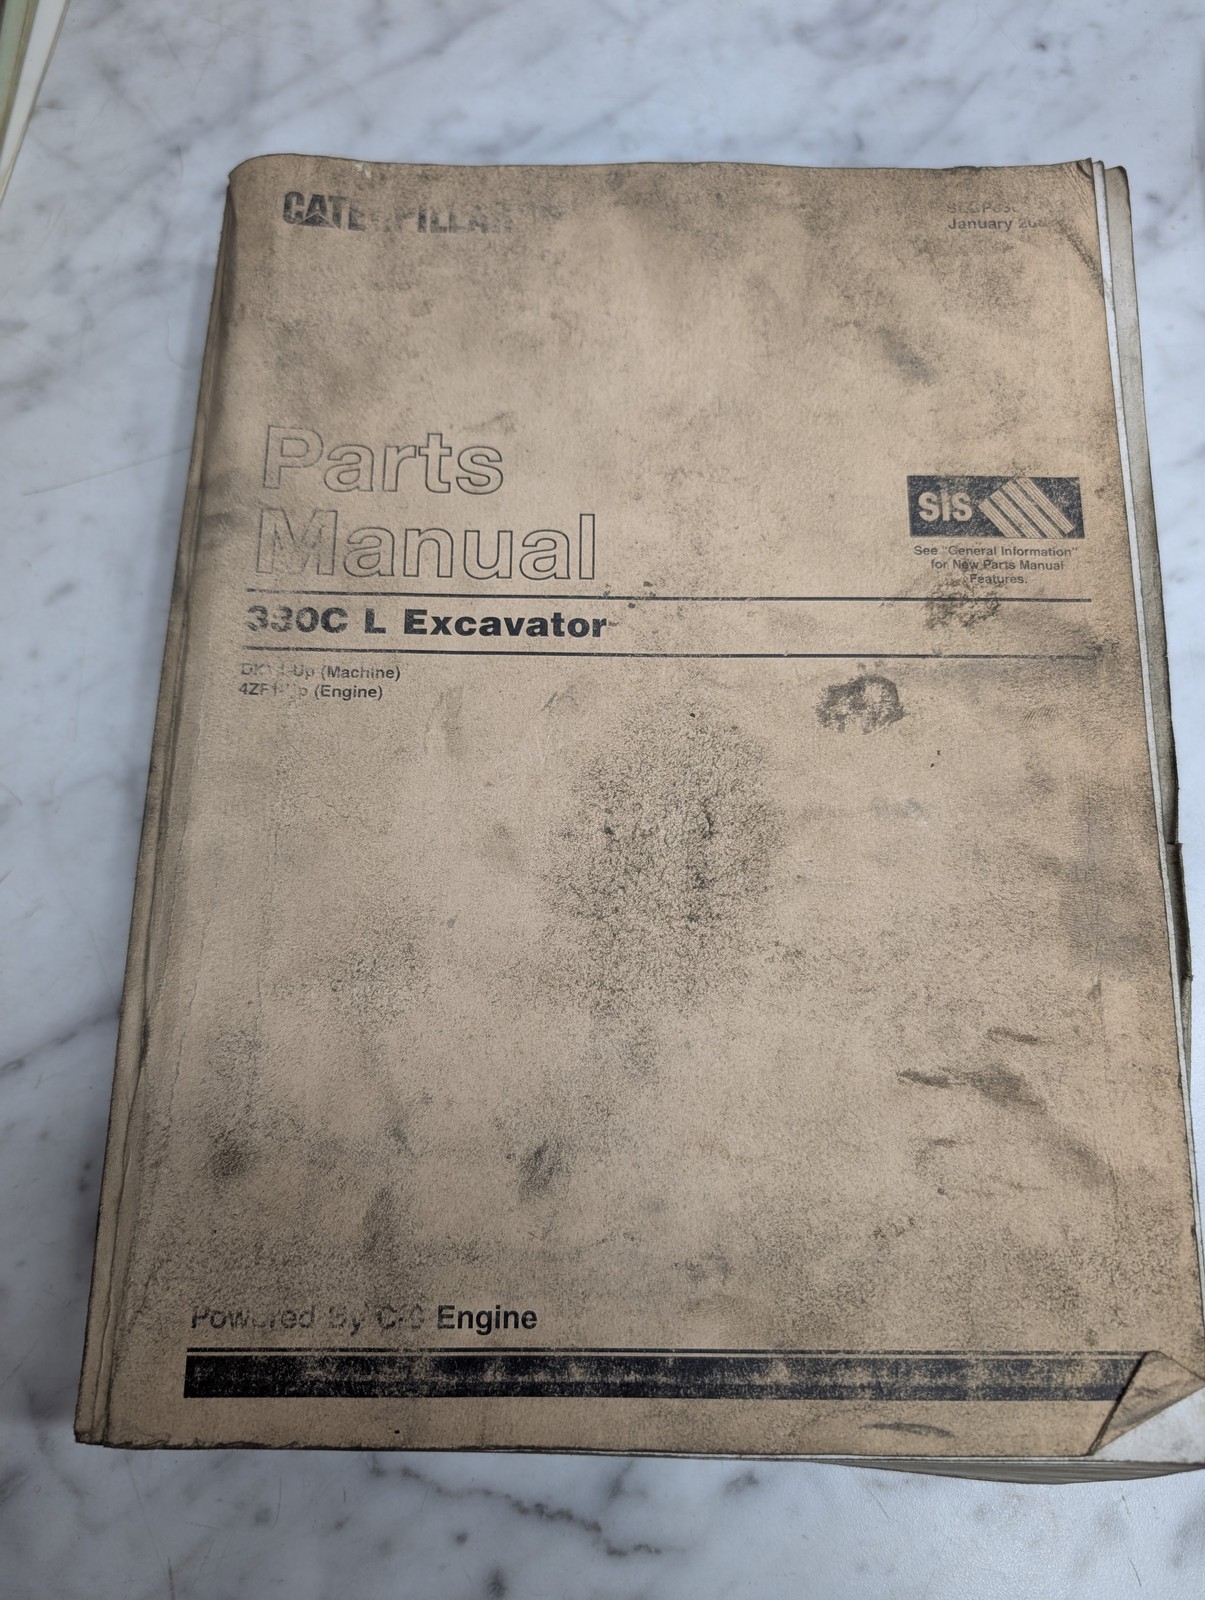 CATERPILLAR
January
Parts
Manual
SIS
See "General Information"
for New Parts Manual
Features.
330C L Excavator
(Machine)
(Engine)
Powered By Engine